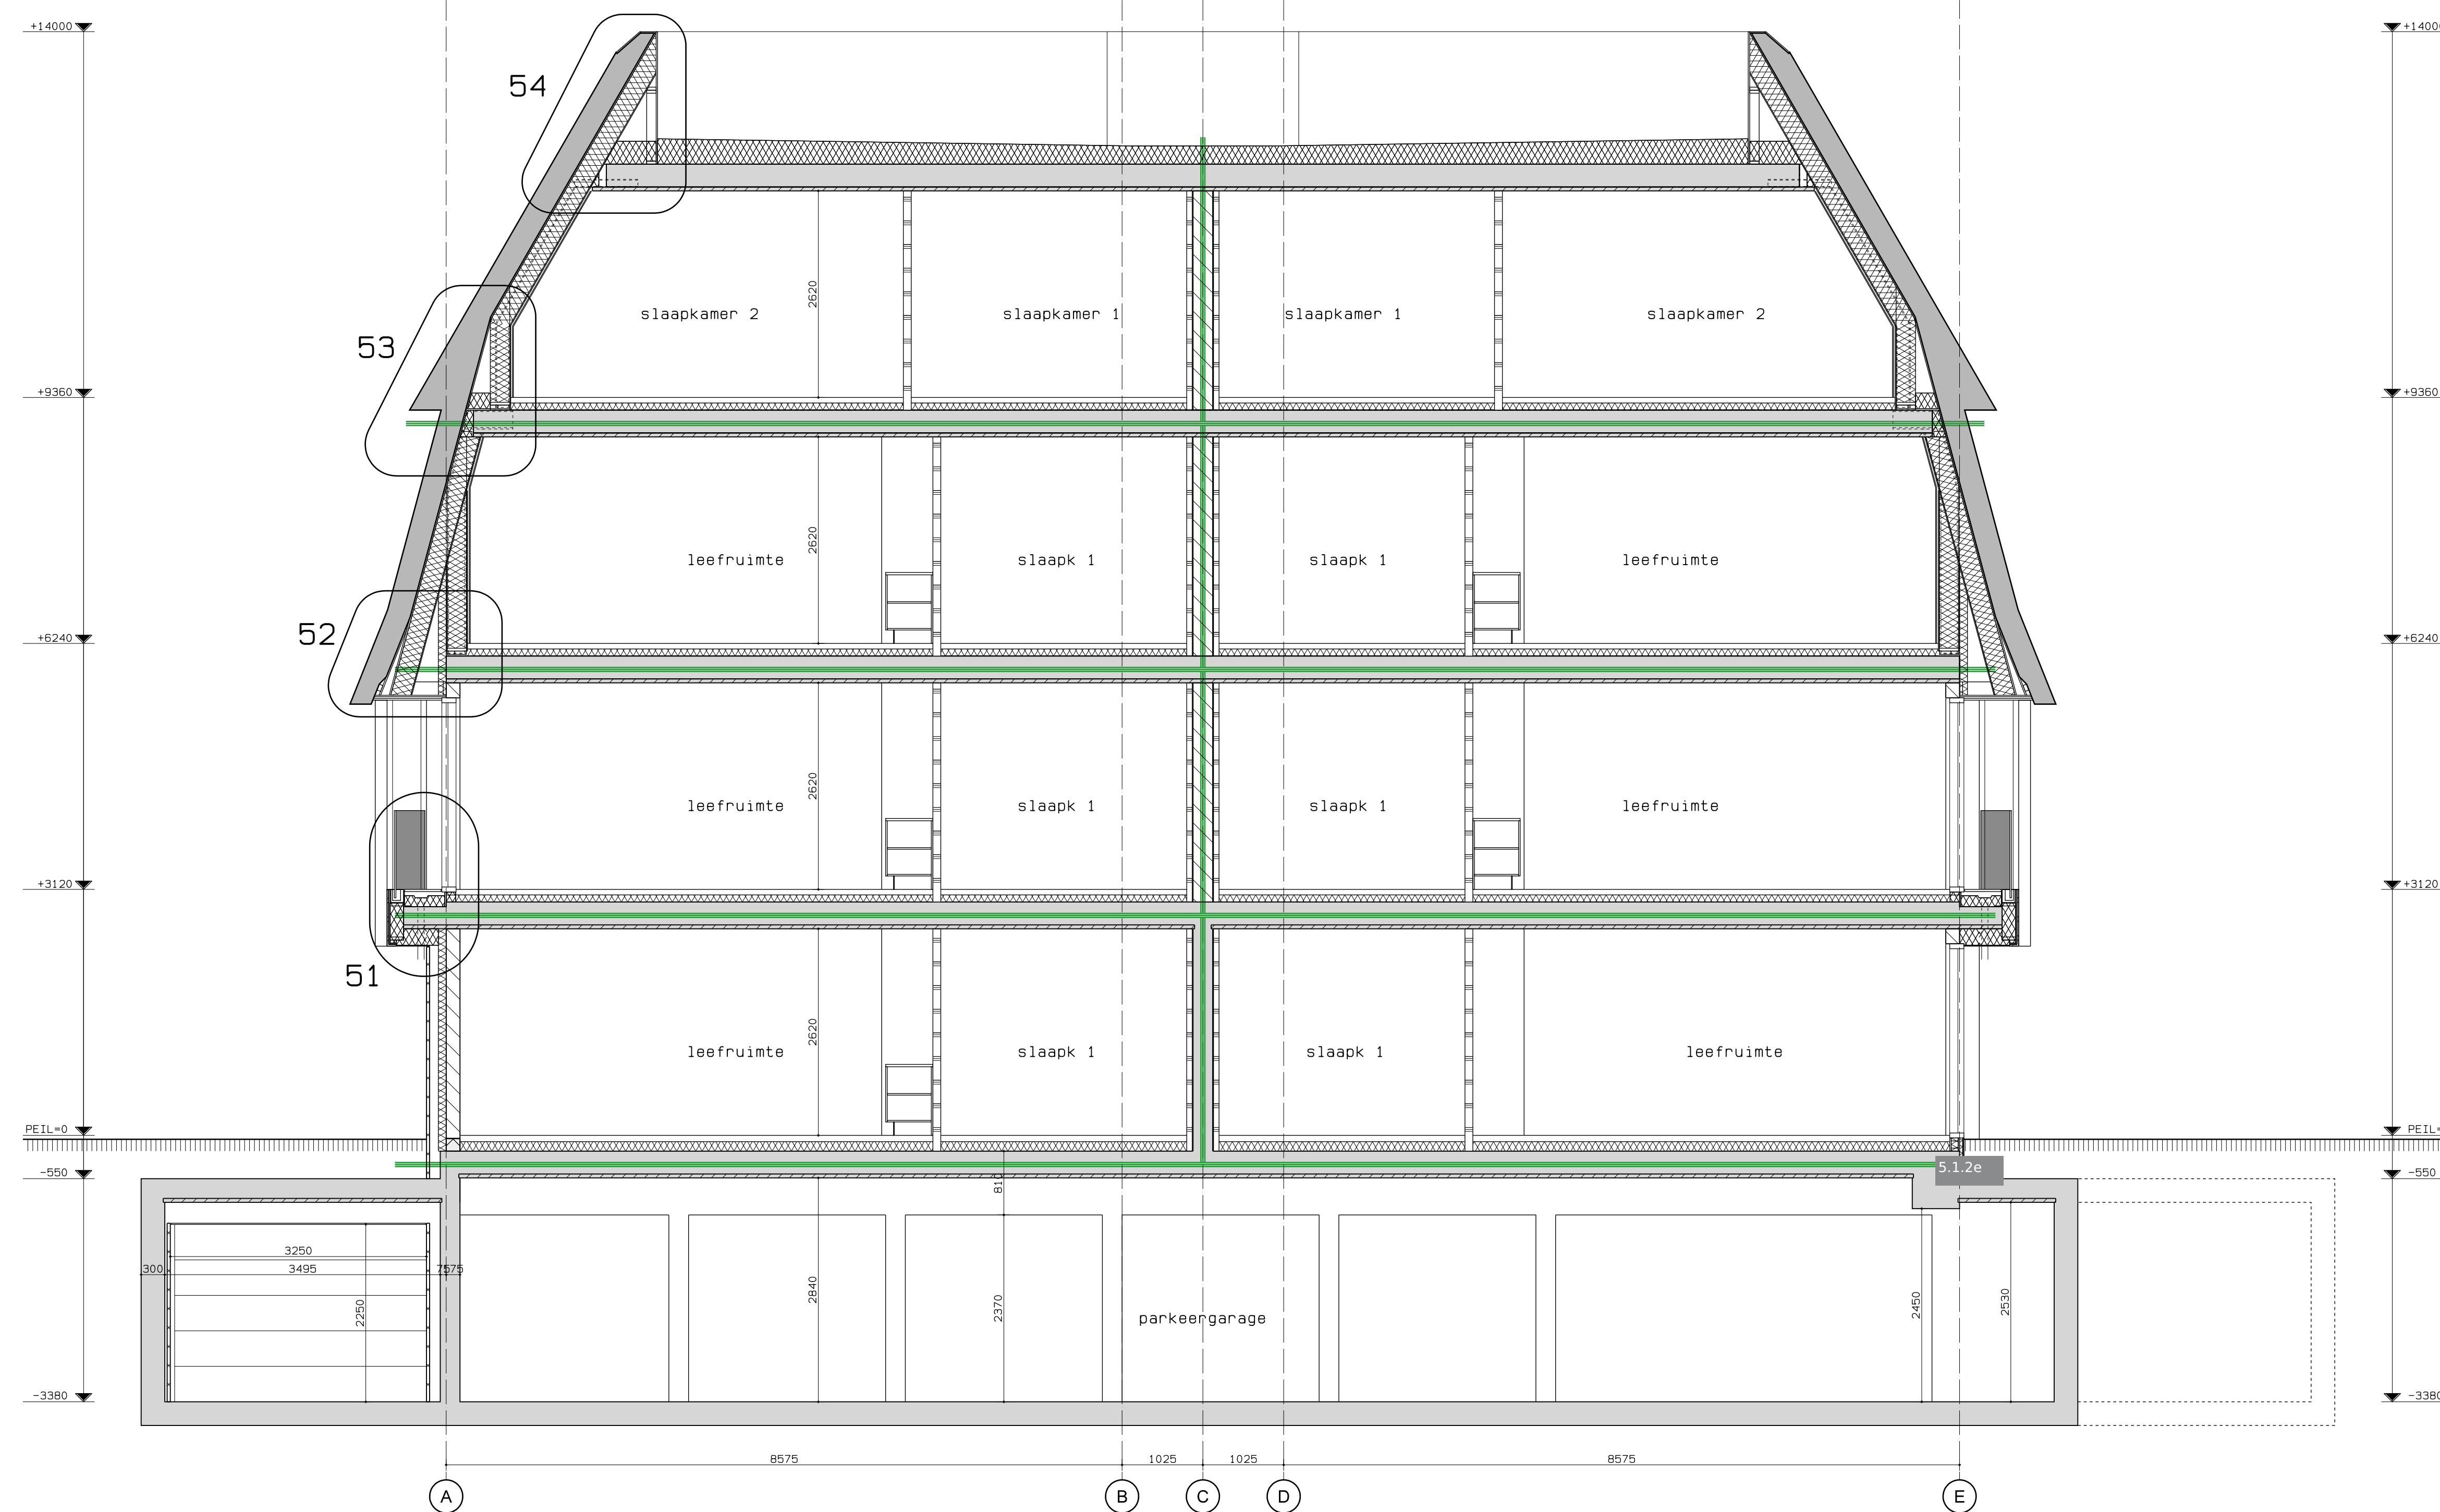 +14000
+14000
54
slaapkamer 2
2620
slaapkamer 1
slaapkamer 1
slaapkamer 2
53
+9360
+9360
leefruimte
2620
slaapk 1
slaapk 1
leefruimte
52
+6240
+6240
leefruimte
2620
slaapk 1
slaapk 1
leefruimte
+3120
+3120
51
leefruimte
2620
slaapk 1
slaapk 1
leefruimte
PEIL=0
PEIL=
-550
5.1.2e
-550
3250
300
3495
7575
2250
2840
2370
parkeergarage
2450
2530
-3380
-3380
8575
1025
1025
8575
A
B
C
D
E